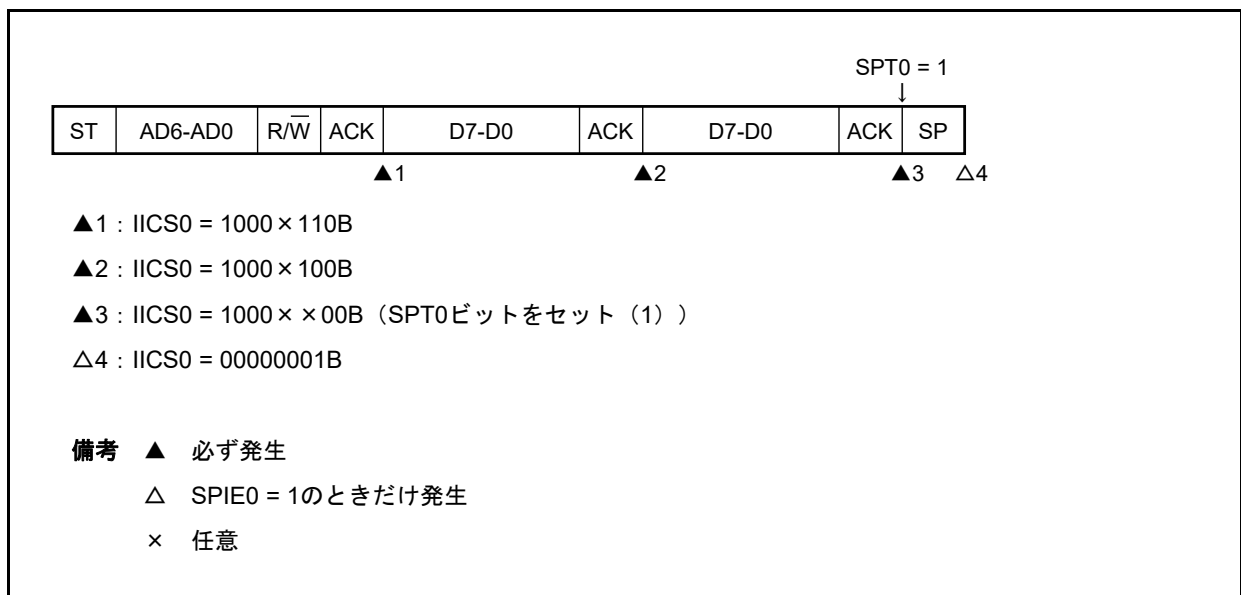 SPT0 = 1
↓
ST AD6-AD0 R/W̅ ACK D7-D0 ACK D7-D0 ACK SP
▲1 ▲2 ▲3 △4
▲1：IICS0 = 1000×110B
▲2：IICS0 = 1000×100B
▲3：IICS0 = 1000××00B（SPT0ビットをセット（1））
△4：IICS0 = 00000001B
備考 ▲ 必ず発生
△ SPIE0 = 1のときだけ発生
× 任意